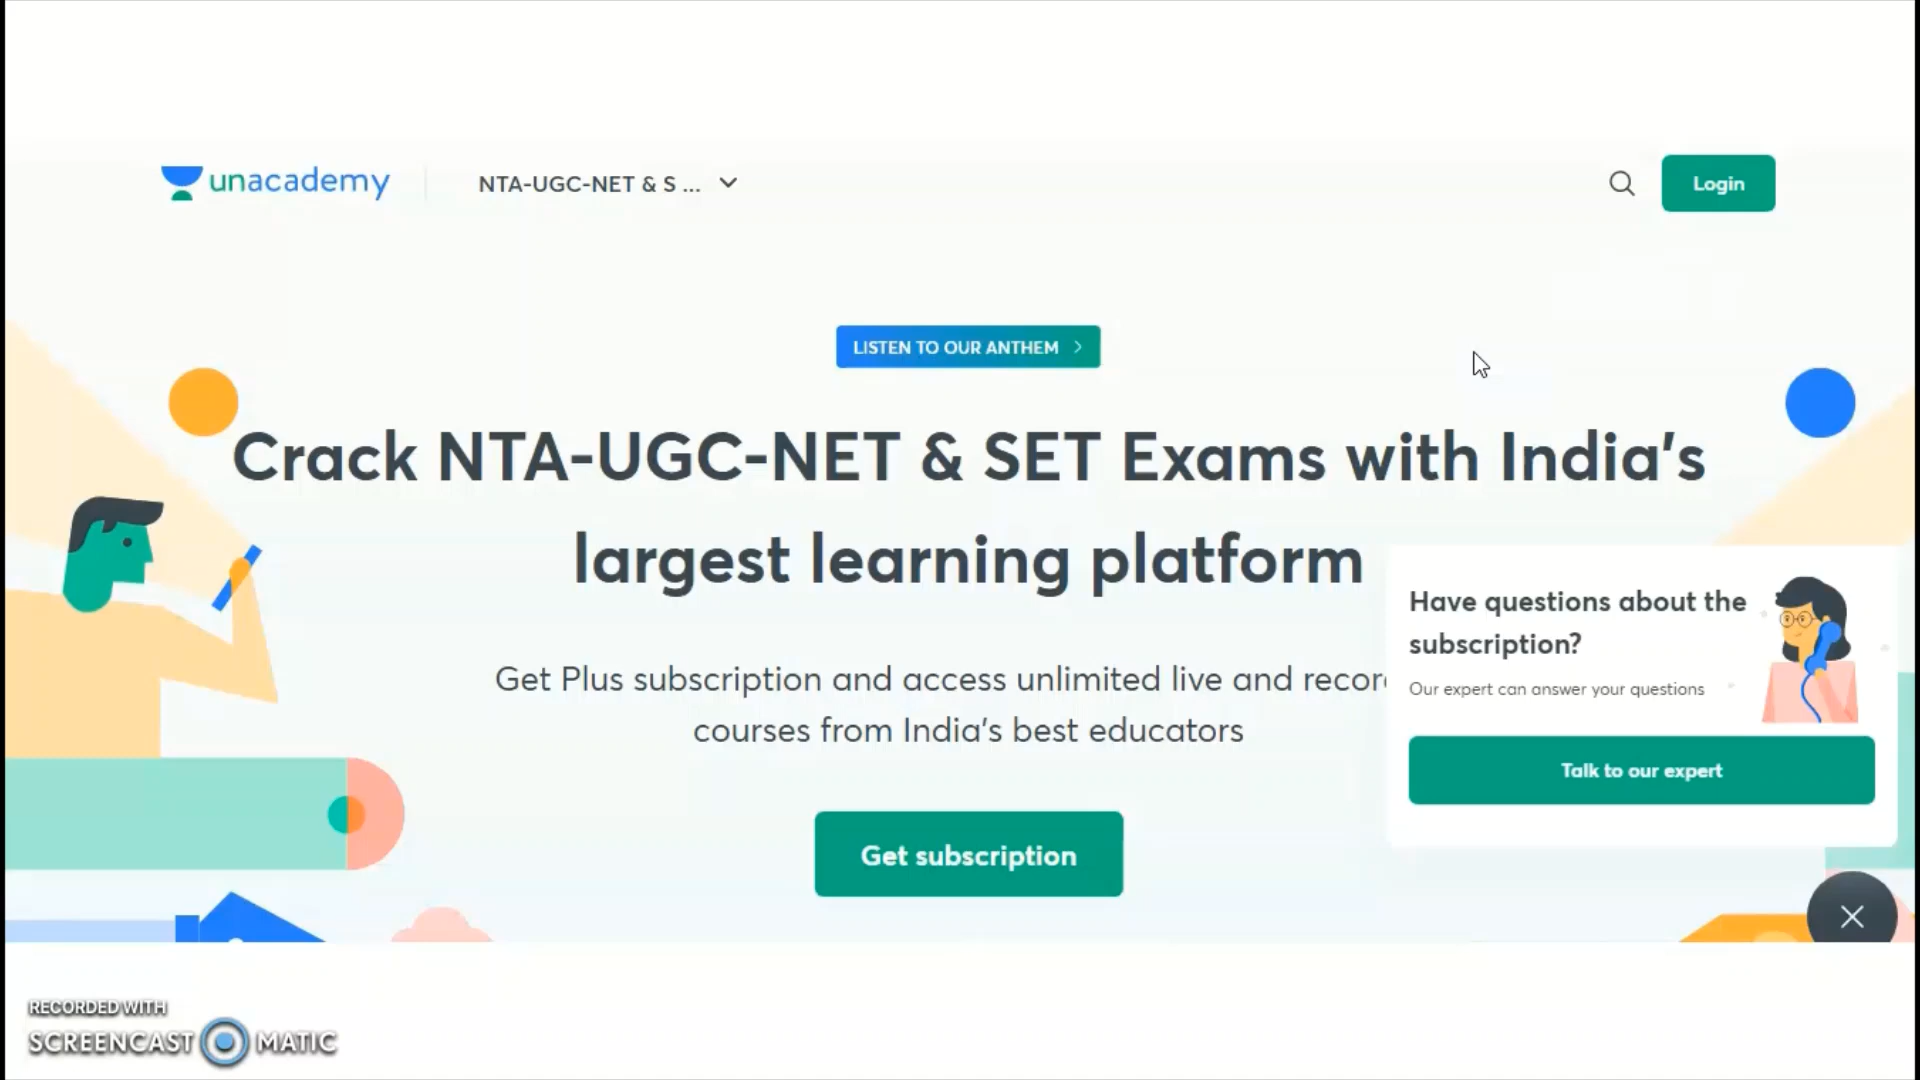 unacademy
NTA-UGC-NET & S ...
Login
LISTEN TO OUR ANTHEM
Crack NTA-UGC-NET & SET Exams with India's
largest learning platform
Get Plus subscription and access unlimited live and
courses from India's best educators
Get subscription
Have questions about the
subscription?
Our expert can answer your questions
Talk to our expert
RECORDED WITH
SCREENCAST MATIC